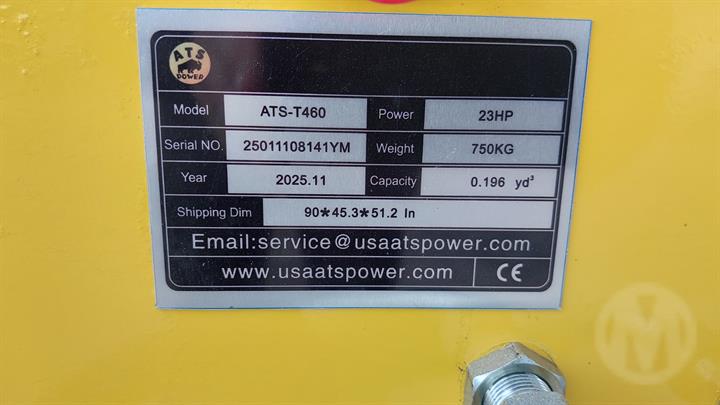 ATS
POWER
Model ATS-T460 Power 23HP
Serial NO. 25011108141YM Weight 750KG
Year 2025.11 Capacity 0.196 yd³
Shipping Dim 90*45.3*51.2 In
Email:service@usaatspower.com
www.usaatspower.com CE
M